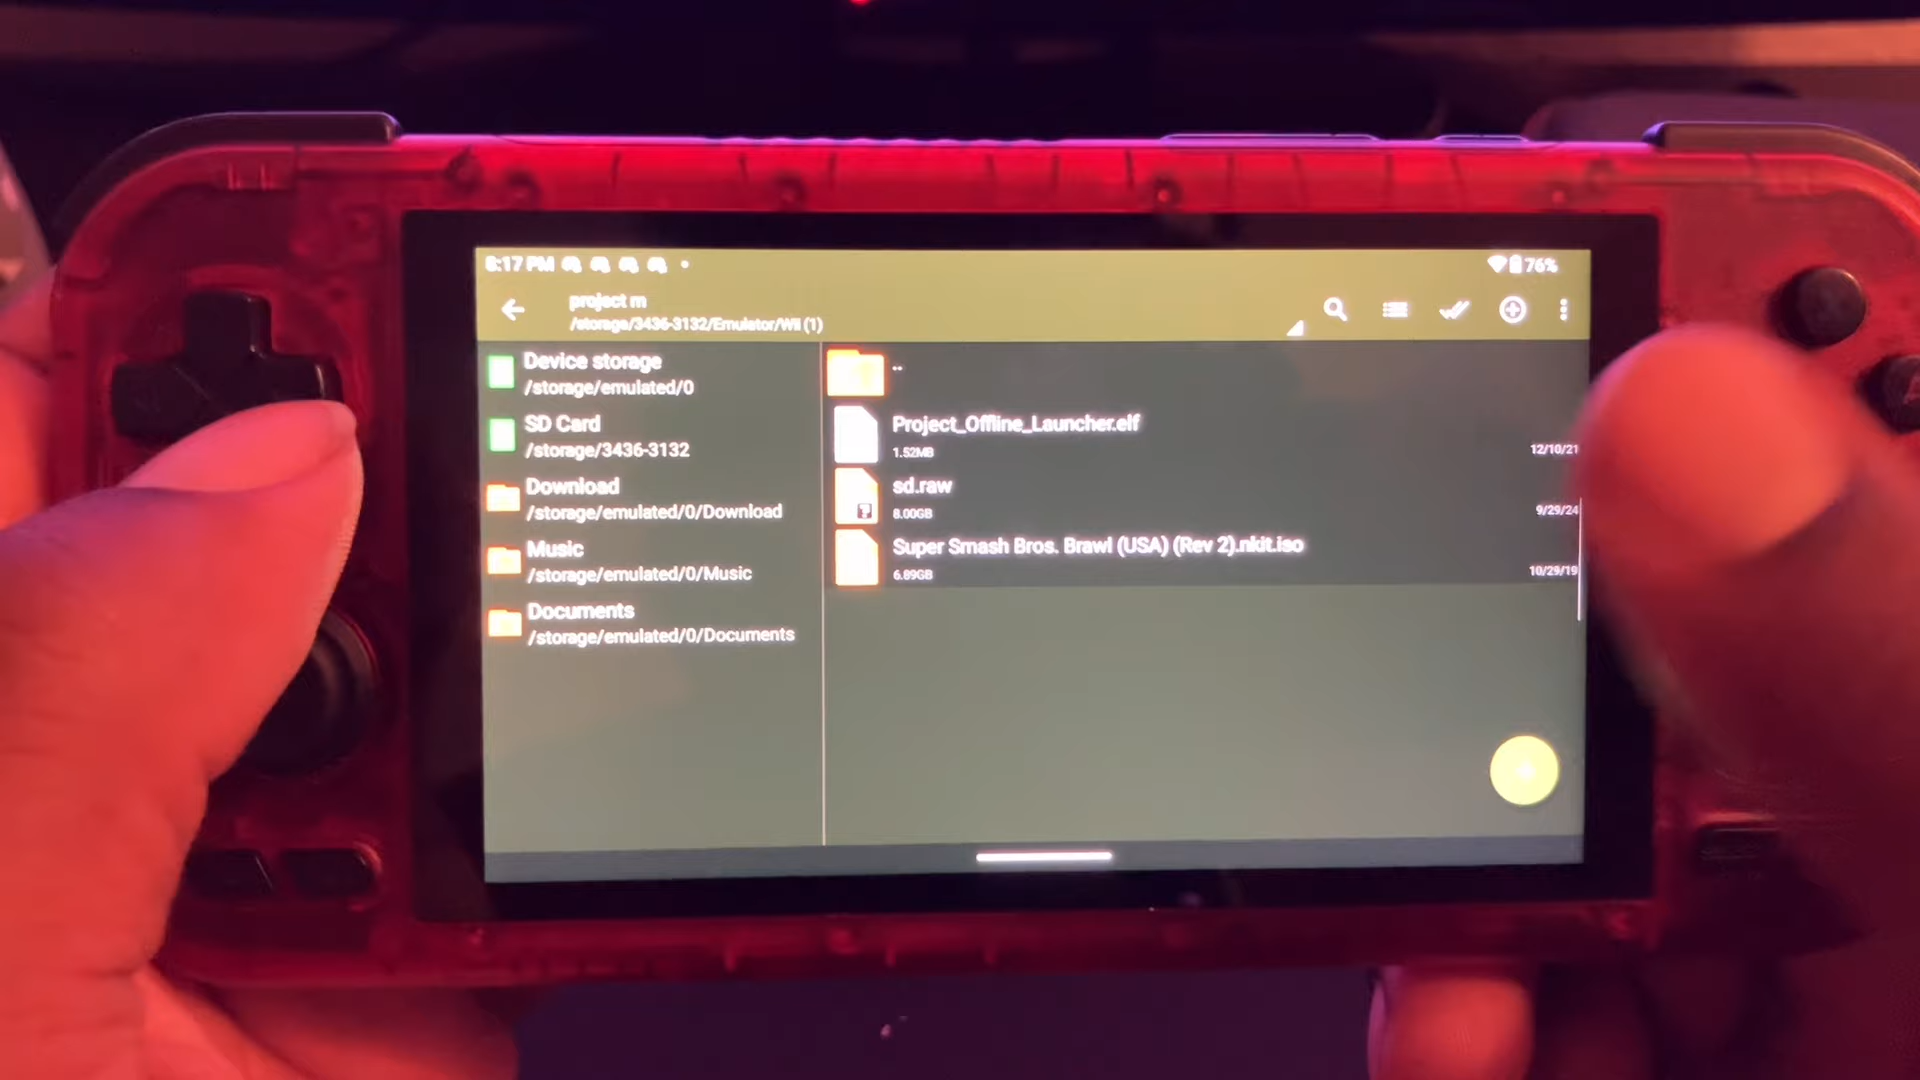 8:17 PM
76%
project m
/storage/3436-3132/Emulator/Wii (1)
Device storage
/storage/emulated/0
SD Card
/storage/3436-3132
Download
/storage/emulated/0/Download
Music
/storage/emulated/0/Music
Documents
/storage/emulated/0/Documents
..
Project_Offline_Launcher.elf
1.52MB
12/10/21
sd.raw
8.00GB
9/29/24
Super Smash Bros. Brawl (USA) (Rev 2).nkit.iso
6.89GB
10/29/19